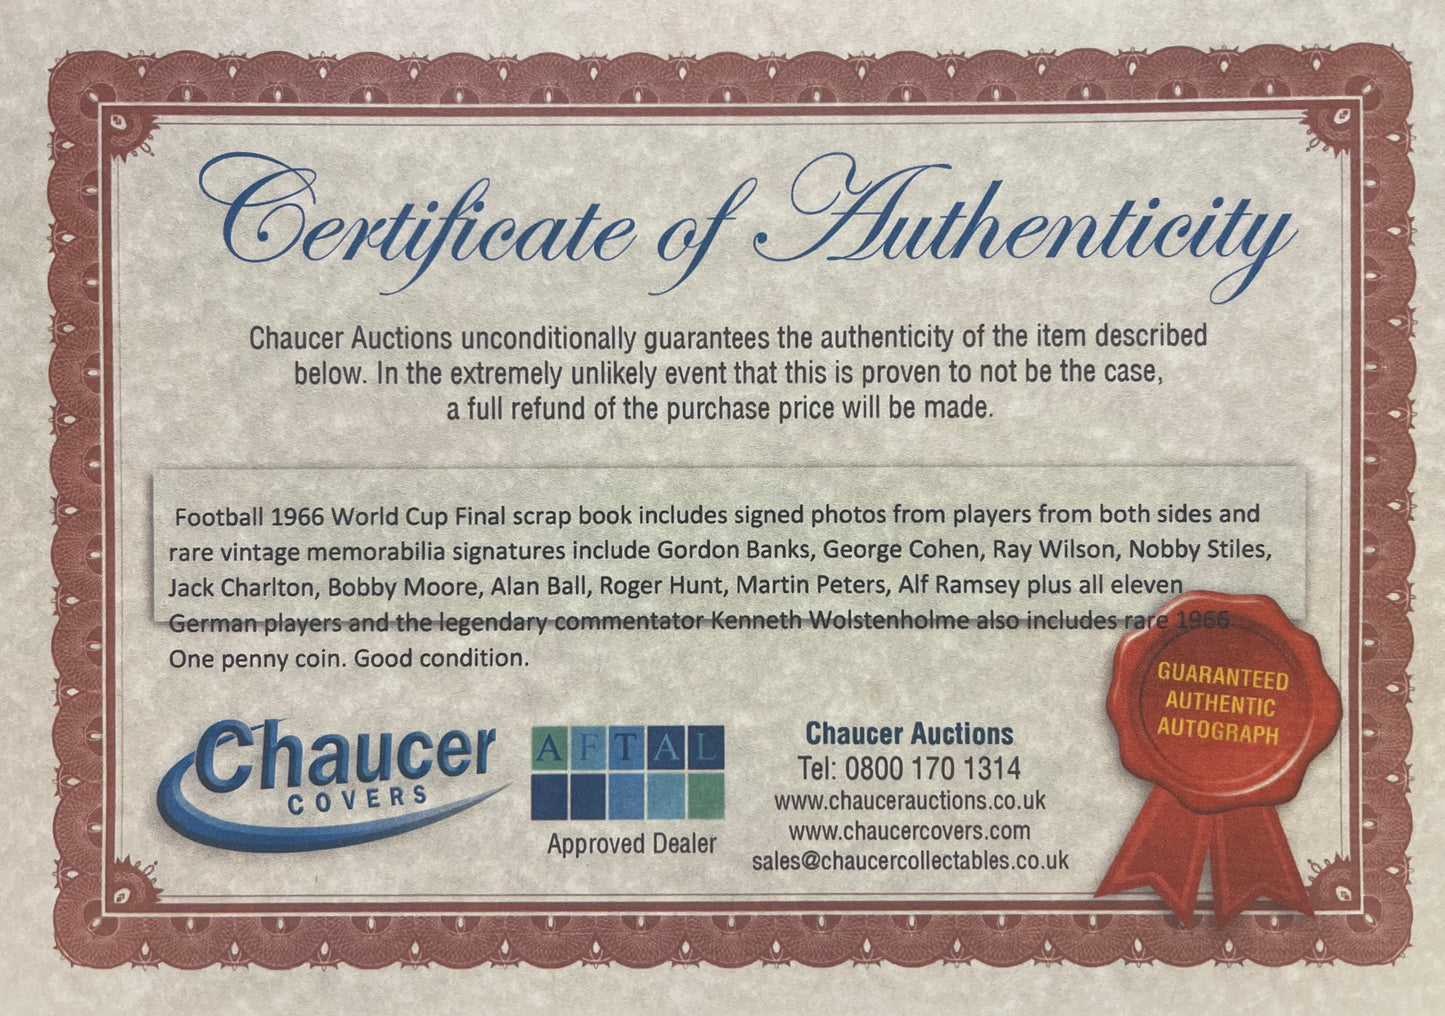 Certificate of Authenticity
Chaucer Auctions unconditionally guarantees the authenticity of the item described
below. In the extremely unlikely event that this is proven to not be the case,
a full refund of the purchase price will be made.
Football 1966 World Cup Final scrap book includes signed photos from players from both sides and
rare vintage memorabilia signatures include Gordon Banks, George Cohen, Ray Wilson, Nobby Stiles,
Jack Charlton, Bobby Moore, Alan Ball, Roger Hunt, Martin Peters, Alf Ramsey plus all eleven
German players and the legendary commentator Kenneth Wolstenholme also includes rare 1966
One penny coin. Good condition.
GUARANTEED
AUTHENTIC
AUTOGRAPH
Chaucer
COVERS
AFTAL
Approved Dealer
Chaucer Auctions
Tel: 0800 170 1314
www.chaucerauctions.co.uk
www.chaucercovers.com
sales@chaucercollectables.co.uk